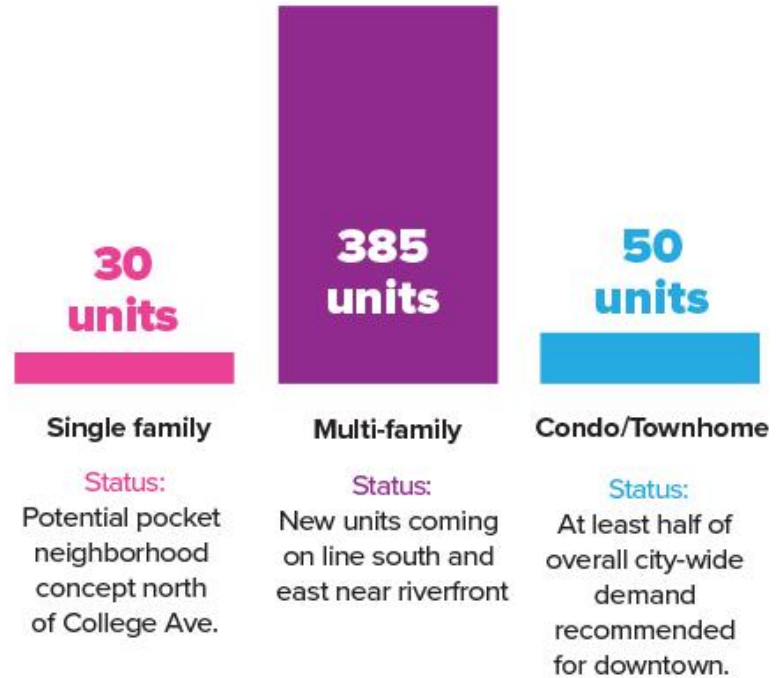 30
units
385
units
50
units
Single family
Multi-family
Condo/Townhome
Status:
Potential pocket
neighborhood
concept north
of College Ave.
Status:
New units coming
on line south and
east near riverfront
Status:
At least half of
overall city-wide
demand
recommended
for downtown.